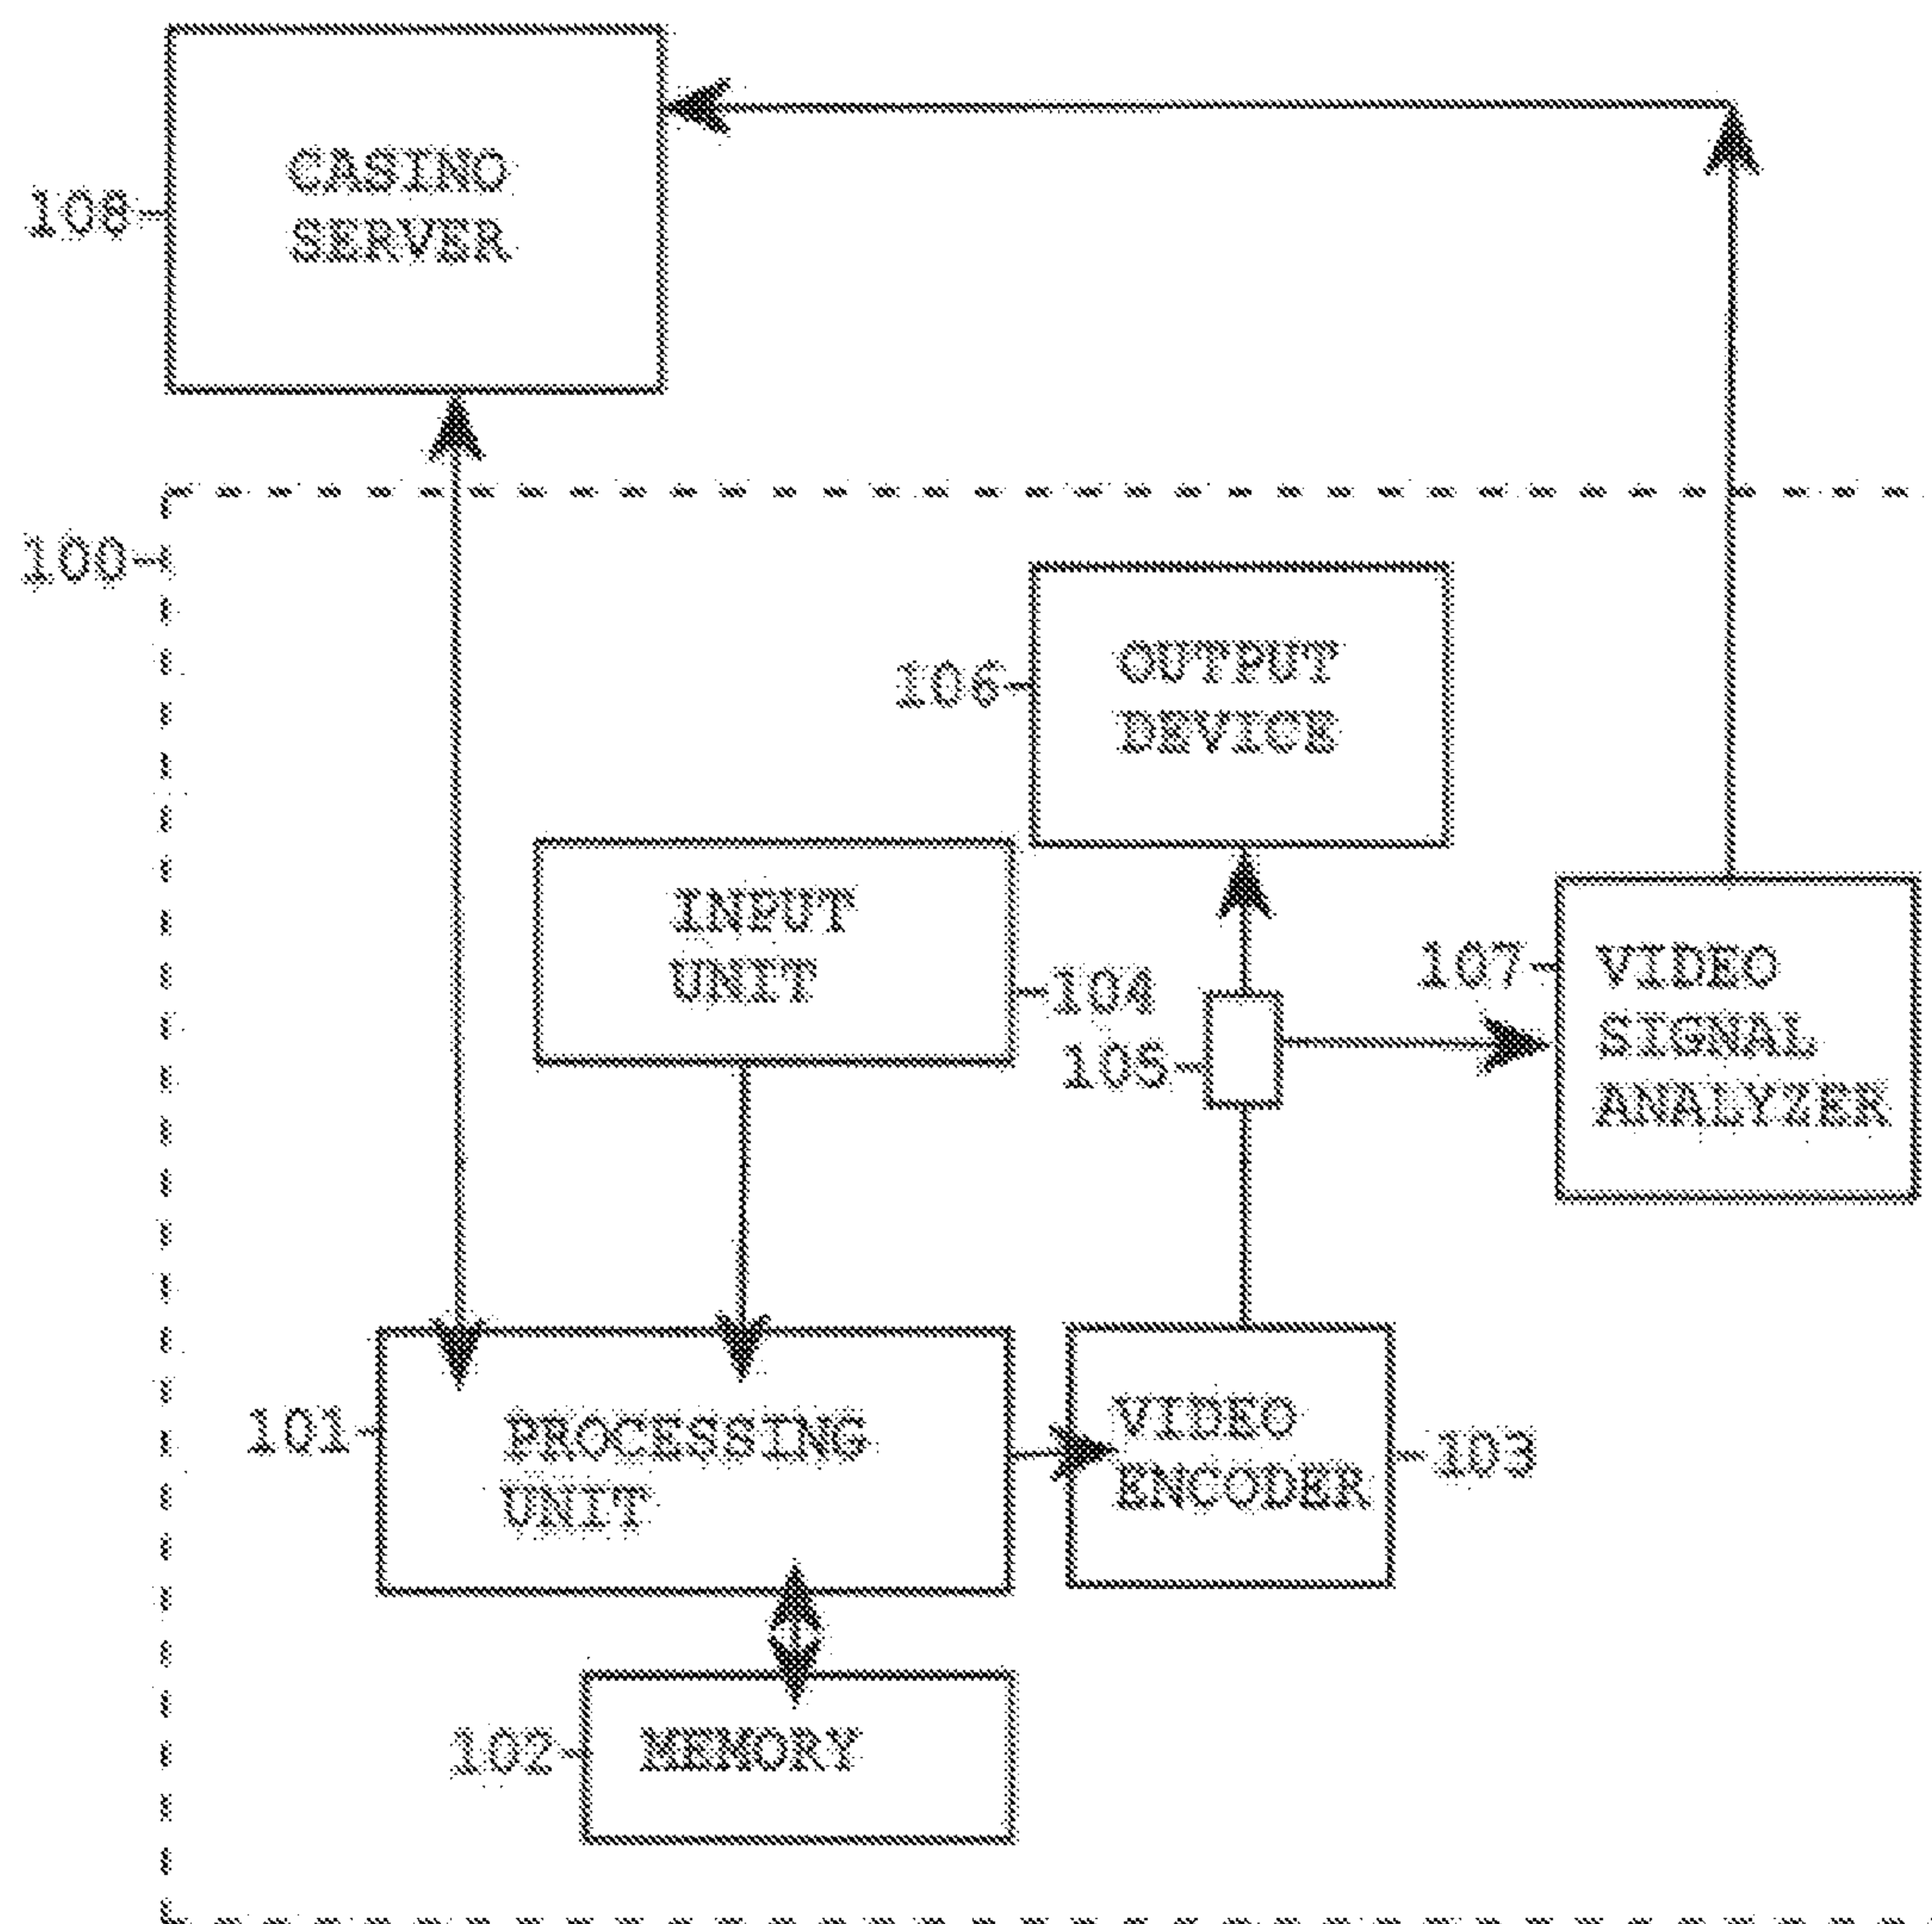 CASINO
SERVER
108
100
106
OUTPUT
DEVICE
INPUT
UNIT
104
105
107
VIDEO
SIGNAL
ANALYZER
101
PROCESSING
UNIT
VIDEO
ENCODER
103
102
MEMORY